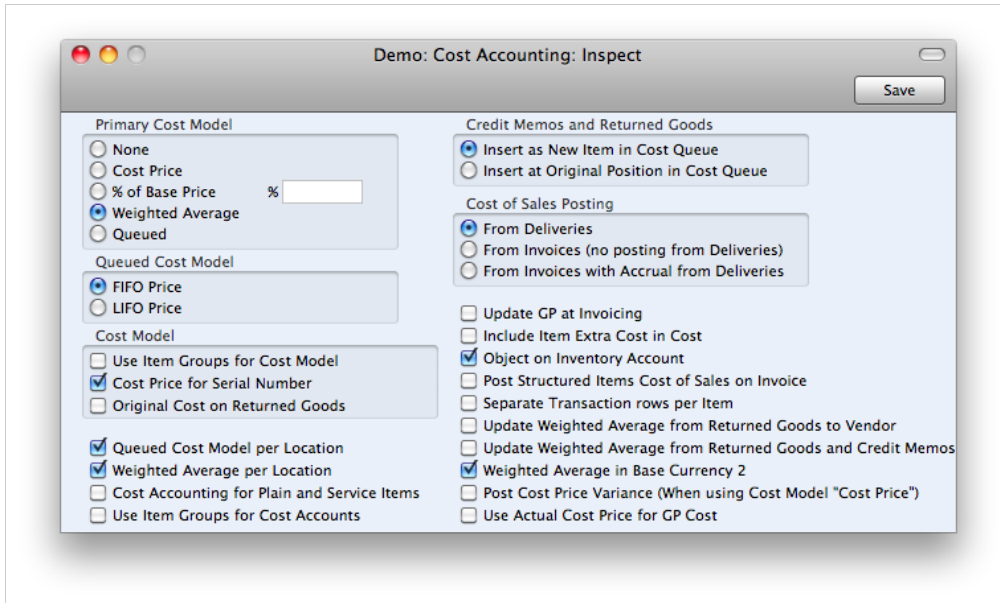 Demo: Cost Accounting: Inspect
Save
Primary Cost Model
None
Cost Price
% of Base Price %
Weighted Average
Queued
Queued Cost Model
FIFO Price
LIFO Price
Cost Model
Use Item Groups for Cost Model
Cost Price for Serial Number
Original Cost on Returned Goods
Queued Cost Model per Location
Weighted Average per Location
Cost Accounting for Plain and Service Items
Use Item Groups for Cost Accounts
Credit Memos and Returned Goods
Insert as New Item in Cost Queue
Insert at Original Position in Cost Queue
Cost of Sales Posting
From Deliveries
From Invoices (no posting from Deliveries)
From Invoices with Accrual from Deliveries
Update GP at Invoicing
Include Item Extra Cost in Cost
Object on Inventory Account
Post Structured Items Cost of Sales on Invoice
Separate Transaction rows per Item
Update Weighted Average from Returned Goods to Vendor
Update Weighted Average from Returned Goods and Credit Memos
Weighted Average in Base Currency 2
Post Cost Price Variance (When using Cost Model "Cost Price")
Use Actual Cost Price for GP Cost